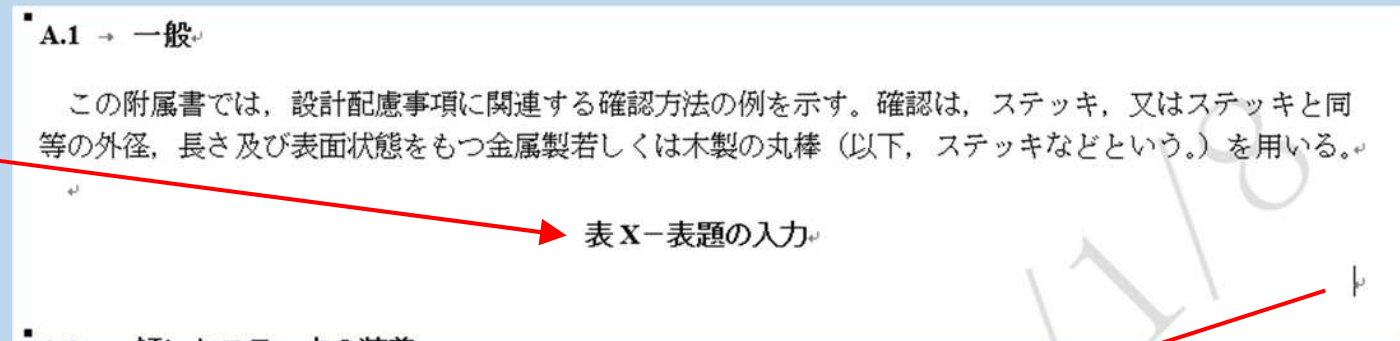 A.1 → 一般↵
この附属書では，設計配慮事項に関連する確認方法の例を示す。確認は，ステッキ，又はステッキと同
等の外径，長さ及び表面状態をもつ金属製若しくは木製の丸棒（以下，ステッキなどという。）を用いる。↵
↵
表 X－表題の入力↵
↵
/1/8